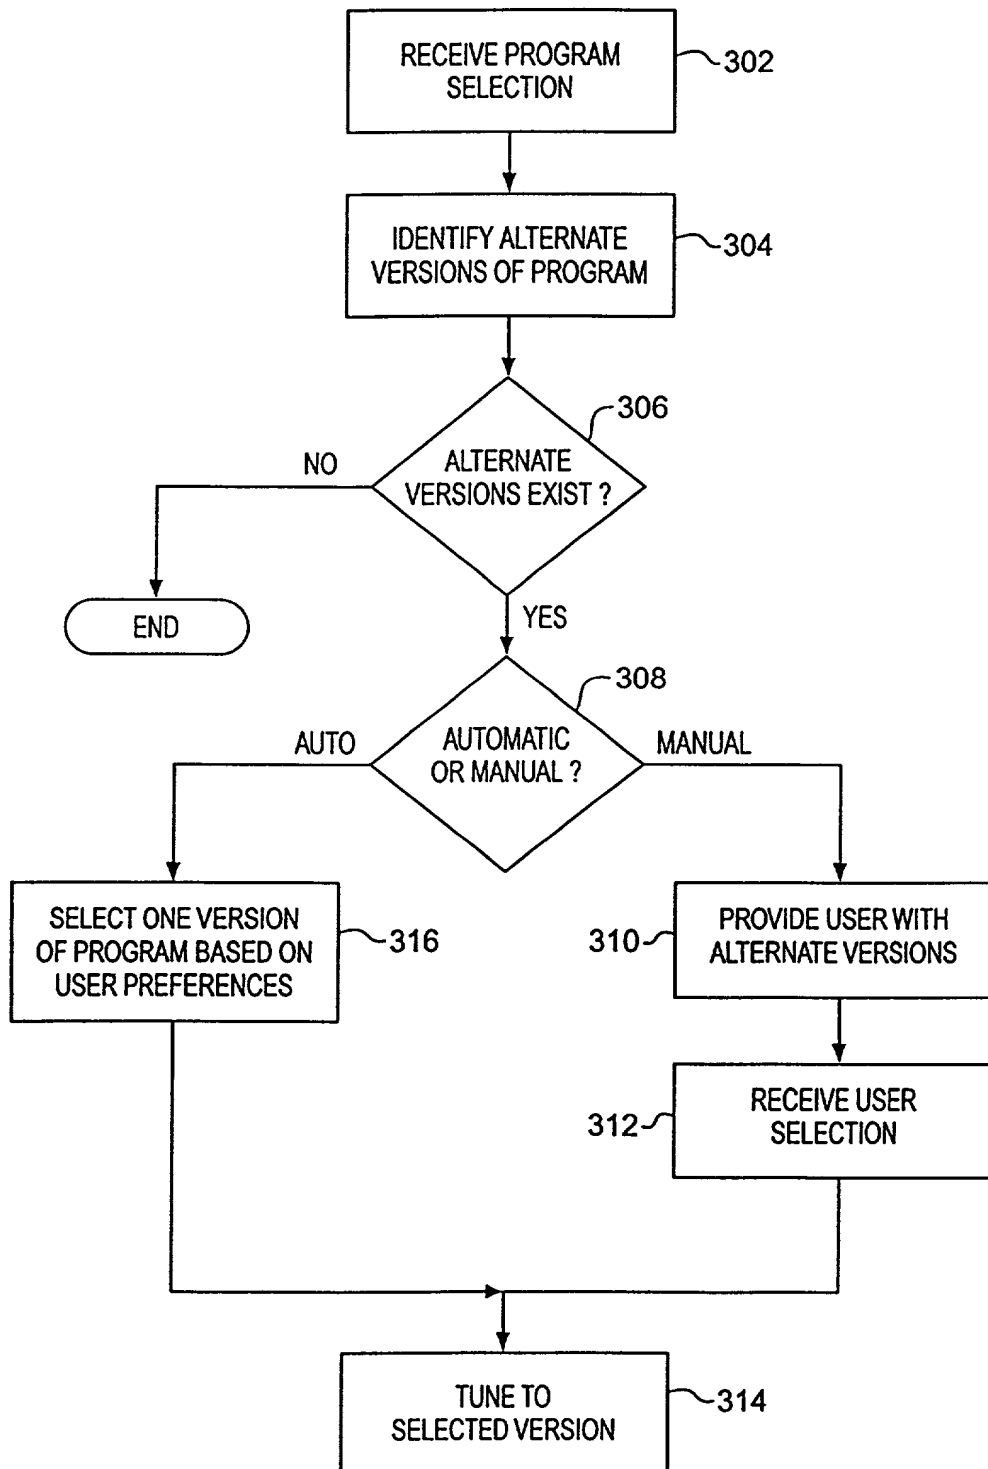 RECEIVE PROGRAM
SELECTION
302
IDENTIFY ALTERNATE
VERSIONS OF PROGRAM
304
306
ALTERNATE
VERSIONS EXIST ?
NO
END
YES
308
AUTOMATIC
OR MANUAL ?
AUTO
MANUAL
SELECT ONE VERSION
OF PROGRAM BASED ON
USER PREFERENCES
316
310
PROVIDE USER WITH
ALTERNATE VERSIONS
312
RECEIVE USER
SELECTION
TUNE TO
SELECTED VERSION
314